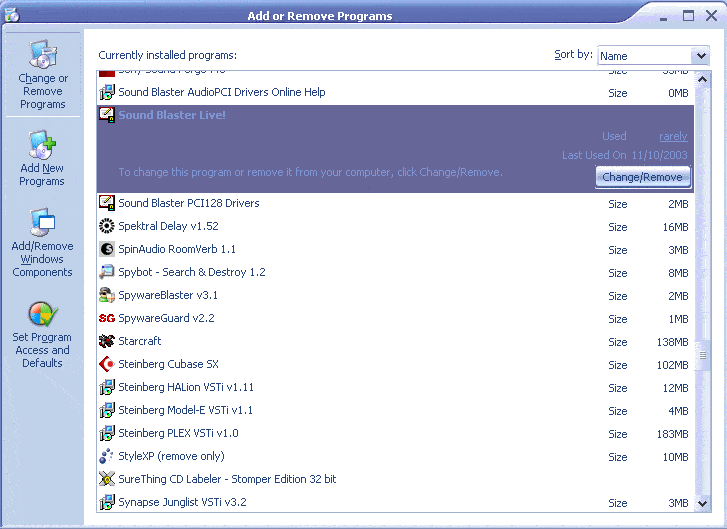 Add or Remove Programs
Change or
Remove
Programs
Add New
Programs
Add/Remove
Windows
Components
Set Program
Access and
Defaults
Currently installed programs:
Sort by: Name
Sound Blaster AudioPCI Drivers Online Help Size 0MB
Sound Blaster Live!
Used rarely
Last Used On 11/10/2003
To change this program or remove it from your computer, click Change/Remove.
Change/Remove
Sound Blaster PCI128 Drivers Size 2MB
Spektral Delay v1.52 Size 16MB
SpinAudio RoomVerb 1.1 Size 3MB
Spybot - Search & Destroy 1.2 Size 8MB
SpywareBlaster v3.1 Size 2MB
SG SpywareGuard v2.2 Size 1MB
Starcraft Size 138MB
Steinberg Cubase SX Size 102MB
Steinberg HALion VSTi v1.11 Size 12MB
Steinberg Model-E VSTi v1.1 Size 4MB
Steinberg PLEX VSTi v1.0 Size 183MB
StyleXP (remove only) Size 10MB
SureThing CD Labeler - Stomper Edition 32 bit
Synapse Junglist VSTi v3.2 Size 3MB